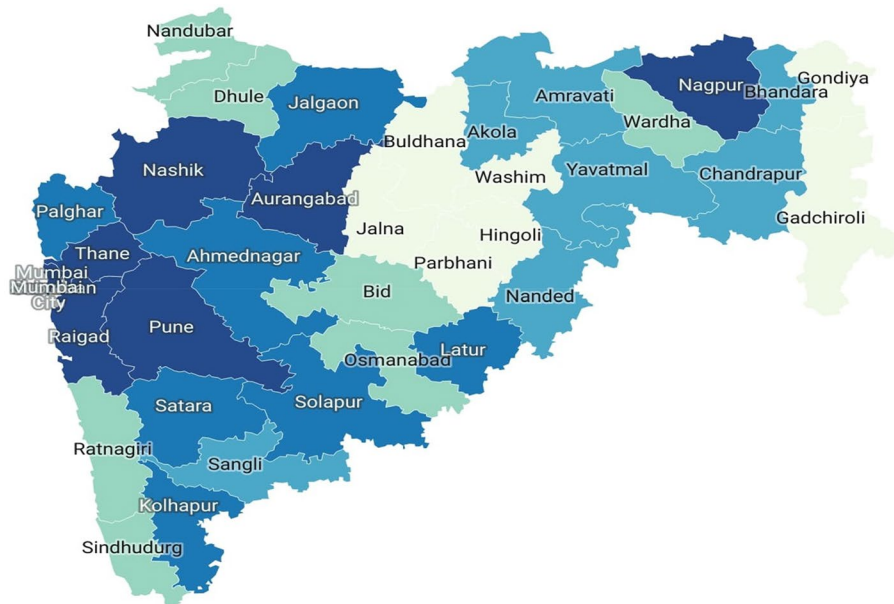 Nandubar
Dhule
Jalgaon
Buldhana
Akola
Amravati
Wardha
Nagpur
Bhandara
Gondiya
Nashik
Aurangabad
Washim
Yavatmal
Chandrapur
Palghar
Jalna
Hingoli
Gadchiroli
Thane
Ahmednagar
Parbhani
Mumbai
Mumbai
City
Bid
Nanded
Raigad
Pune
Osmanabad
Latur
Satara
Solapur
Ratnagiri
Sangli
Kolhapur
Sindhudurg